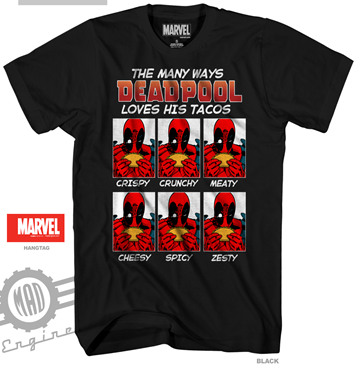 MARVEL
THE MANY WAYS
DEADPOOL
LOVES HIS TACOS
CRISPY CRUNCHY MEATY
CHEESY SPICY ZESTY
MARVEL
HANGTAG
MAD
Engine
BLACK